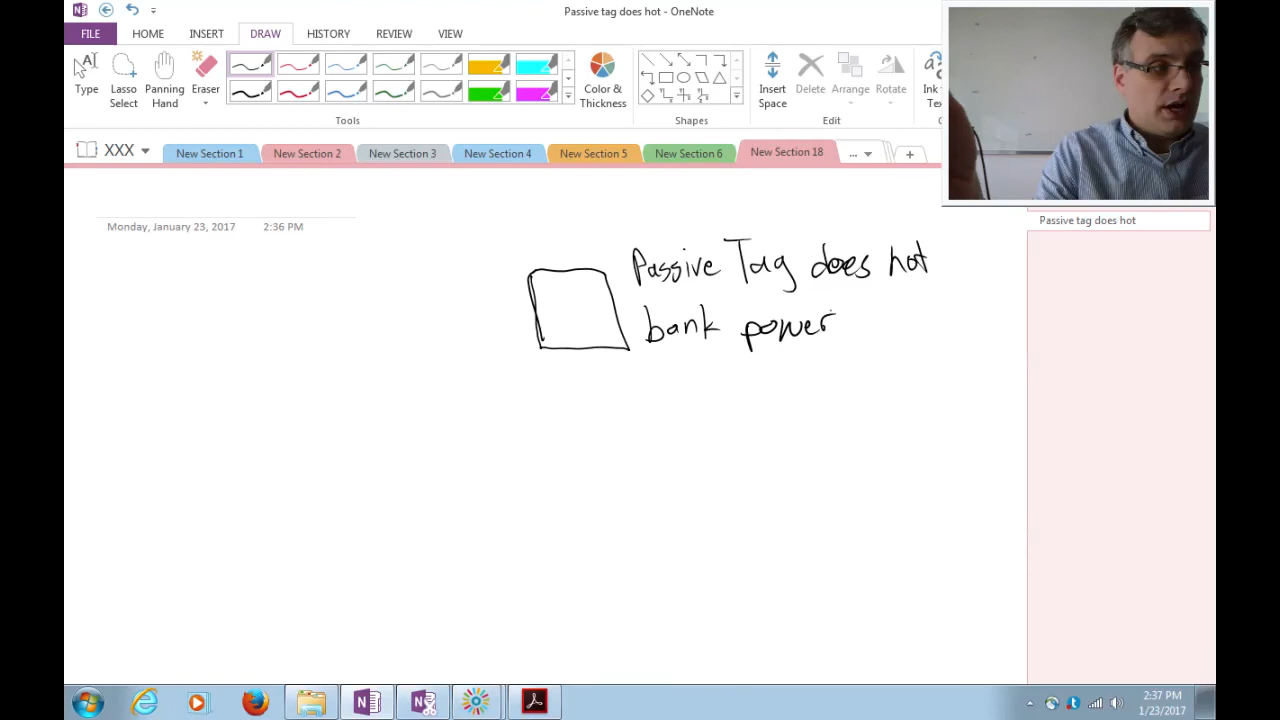 Passive tag does hot - OneNote
FILE HOME INSERT DRAW HISTORY REVIEW VIEW
Type
Lasso Select
Panning Hand
Eraser
Color & Thickness
Insert Space
Delete
Arrange
Rotate
Ink to
Tools
Shapes
Edit
XXX
New Section 1
New Section 2
New Section 3
New Section 4
New Section 5
New Section 6
New Section 18
...
Passive tag does hot
Monday, January 23, 2017 2:36 PM
Passive Tag does not
bank power
2:37 PM
1/23/2017